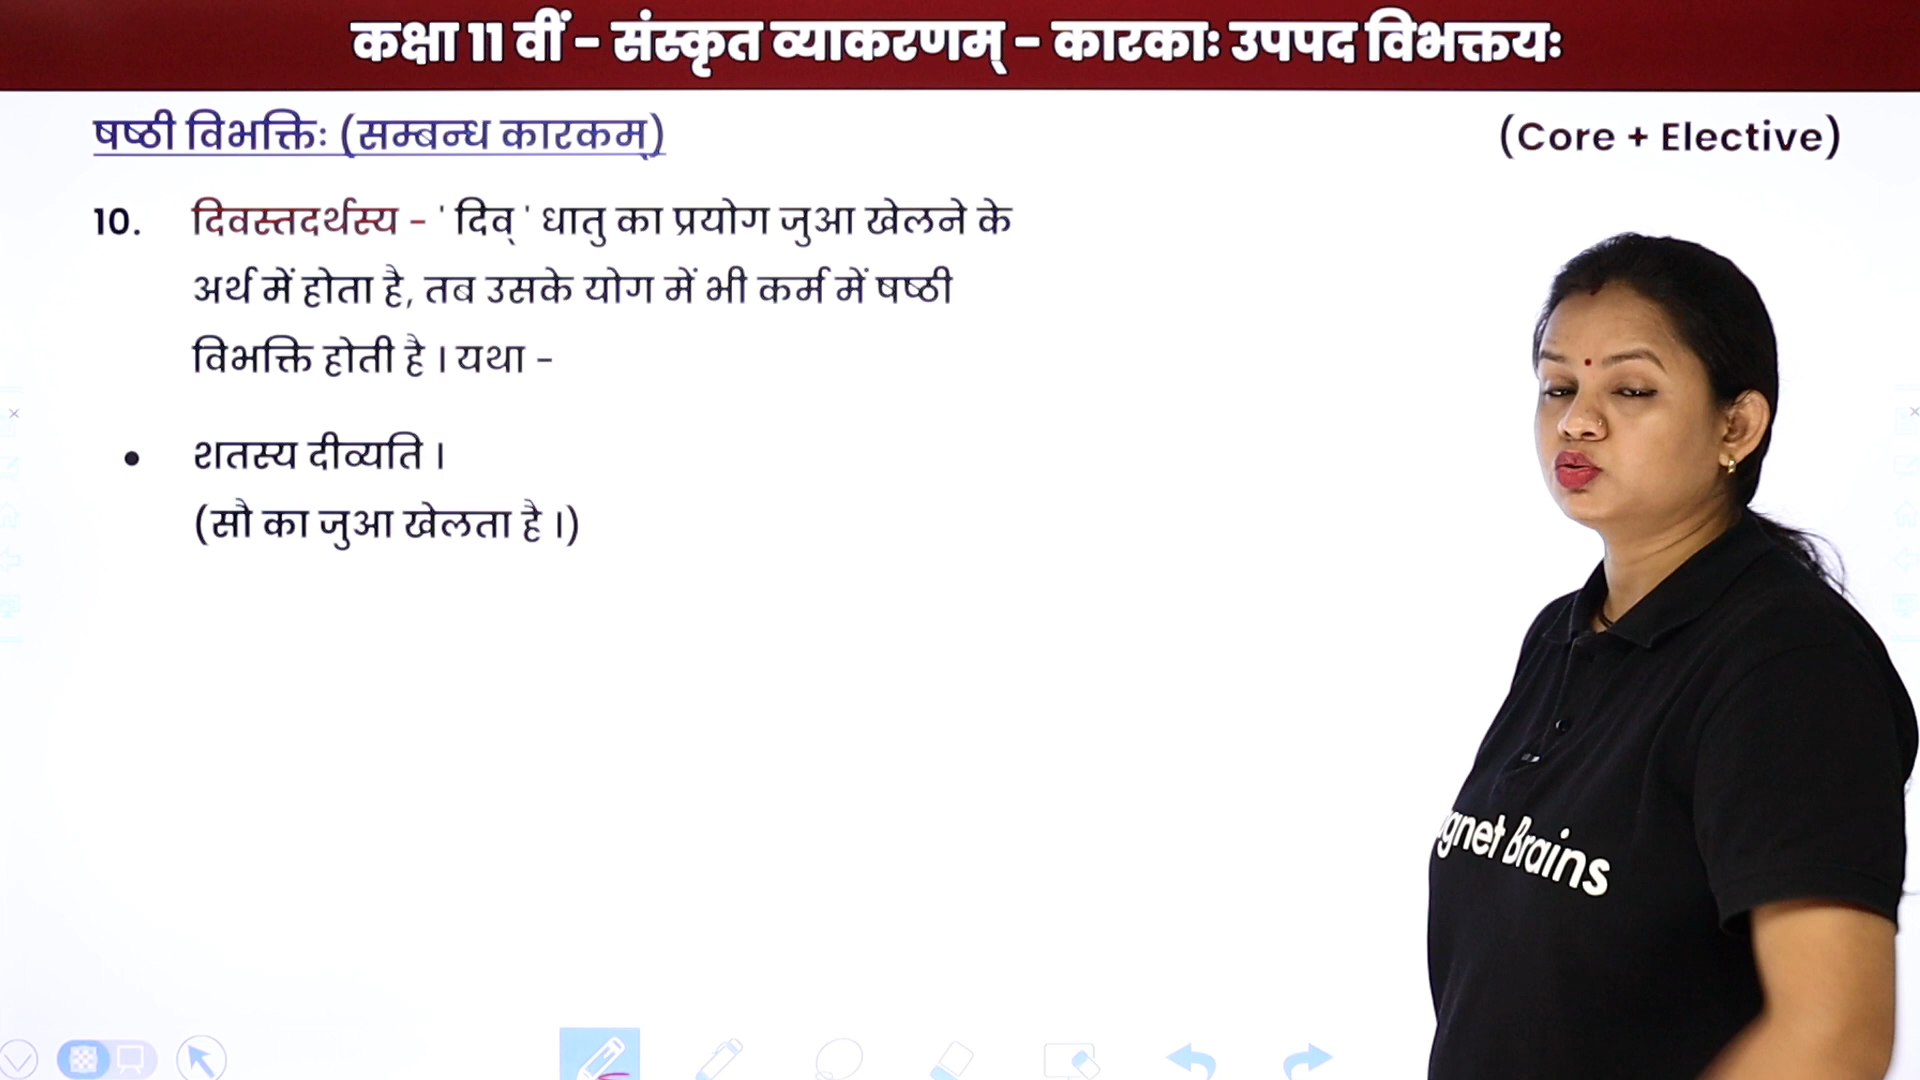 कक्षा 11 वीं - संस्कृत व्याकरणम् - कारकाः उपपद विभक्तयः
षष्ठी विभक्तिः (सम्बन्ध कारकम्)
(Core + Elective)
10. दिवस्तदर्थस्य - ' दिव् ' धातु का प्रयोग जुआ खेलने के
अर्थ में होता है, तब उसके योग में भी कर्म में षष्ठी
विभक्ति होती है । यथा -
• शतस्य दीव्यति ।
(सौ का जुआ खेलता है ।)
gnet Brains